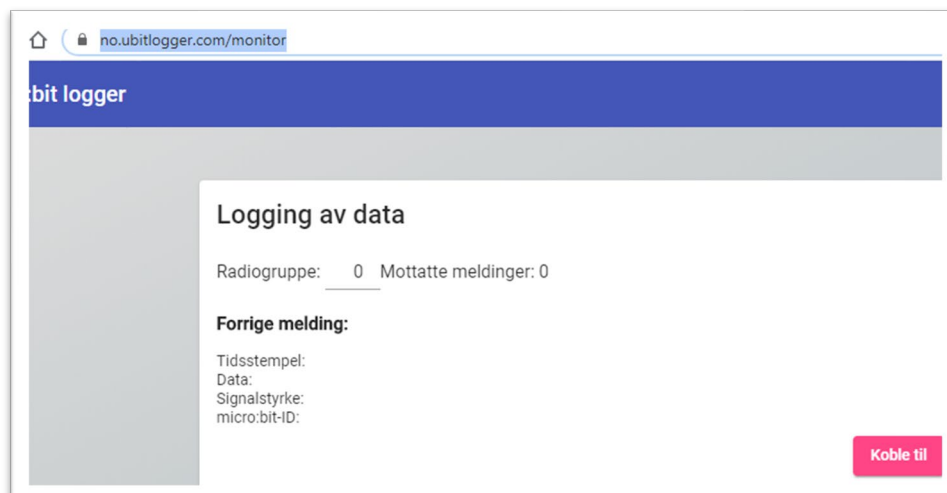 no.ubitlogger.com/monitor
:bit logger
Logging av data
Radiogruppe: 0 Mottatte meldinger: 0
Forrige melding:
Tidsstempel:
Data:
Signalstyrke:
micro:bit-ID:
Koble til